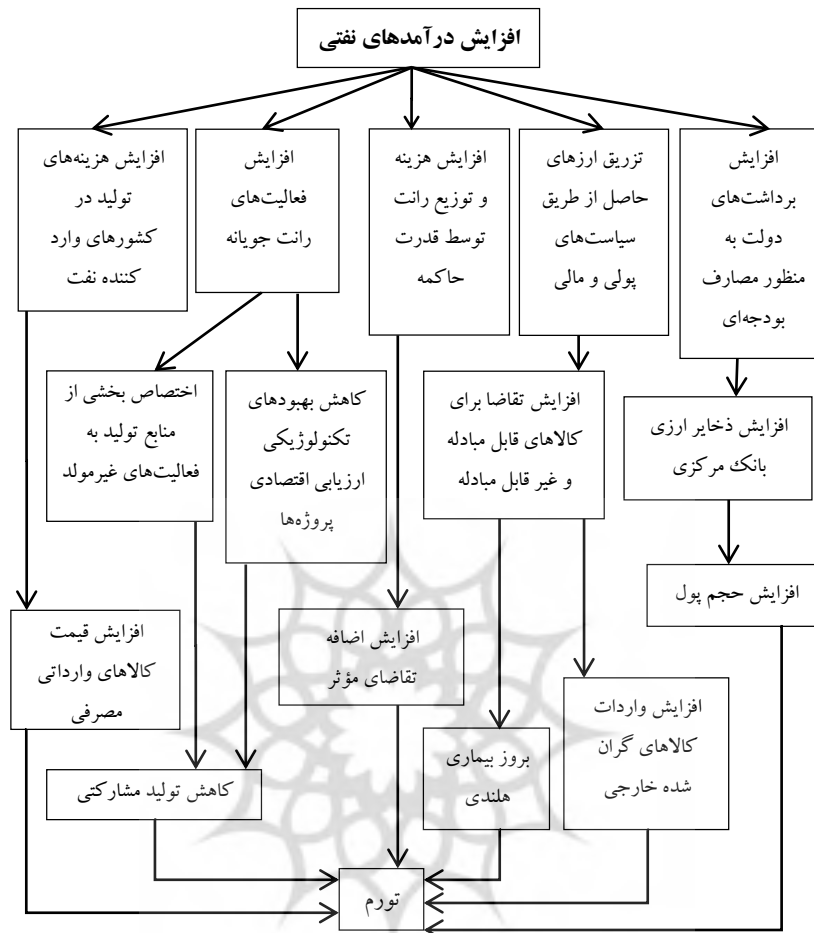 افزایش درآمدهای نفتی
افزایش
برداشت‌های
دولت به
منظور مصارف
بودجه‌ای
تزریق ارزهای
حاصل از طریق
سیاست‌های
پولی و مالی
افزایش هزینه
و توزیع رانت
توسط قدرت
حاکمه
افزایش
فعالیت‌های
رانت جویانه
افزایش هزینه‌های
تولید در
کشورهای وارد
کننده نفت
افزایش ذخایر ارزی
بانک مرکزی
افزایش تقاضا برای
کالاهای قابل مبادله
و غیر قابل مبادله
کاهش بهبودهای
تکنولوژیکی
ارزیابی اقتصادی
پروژه‌ها
اختصاص بخشی از
منابع تولید به
فعالیت‌های غیرمولد
افزایش حجم پول
افزایش اضافه
تقاضای مؤثر
افزایش قیمت
کالاهای وارداتی
مصرفی
افزایش واردات
کالاهای گران
شده خارجی
بروز بیماری
هلندی
کاهش تولید مشارکتی
تورم